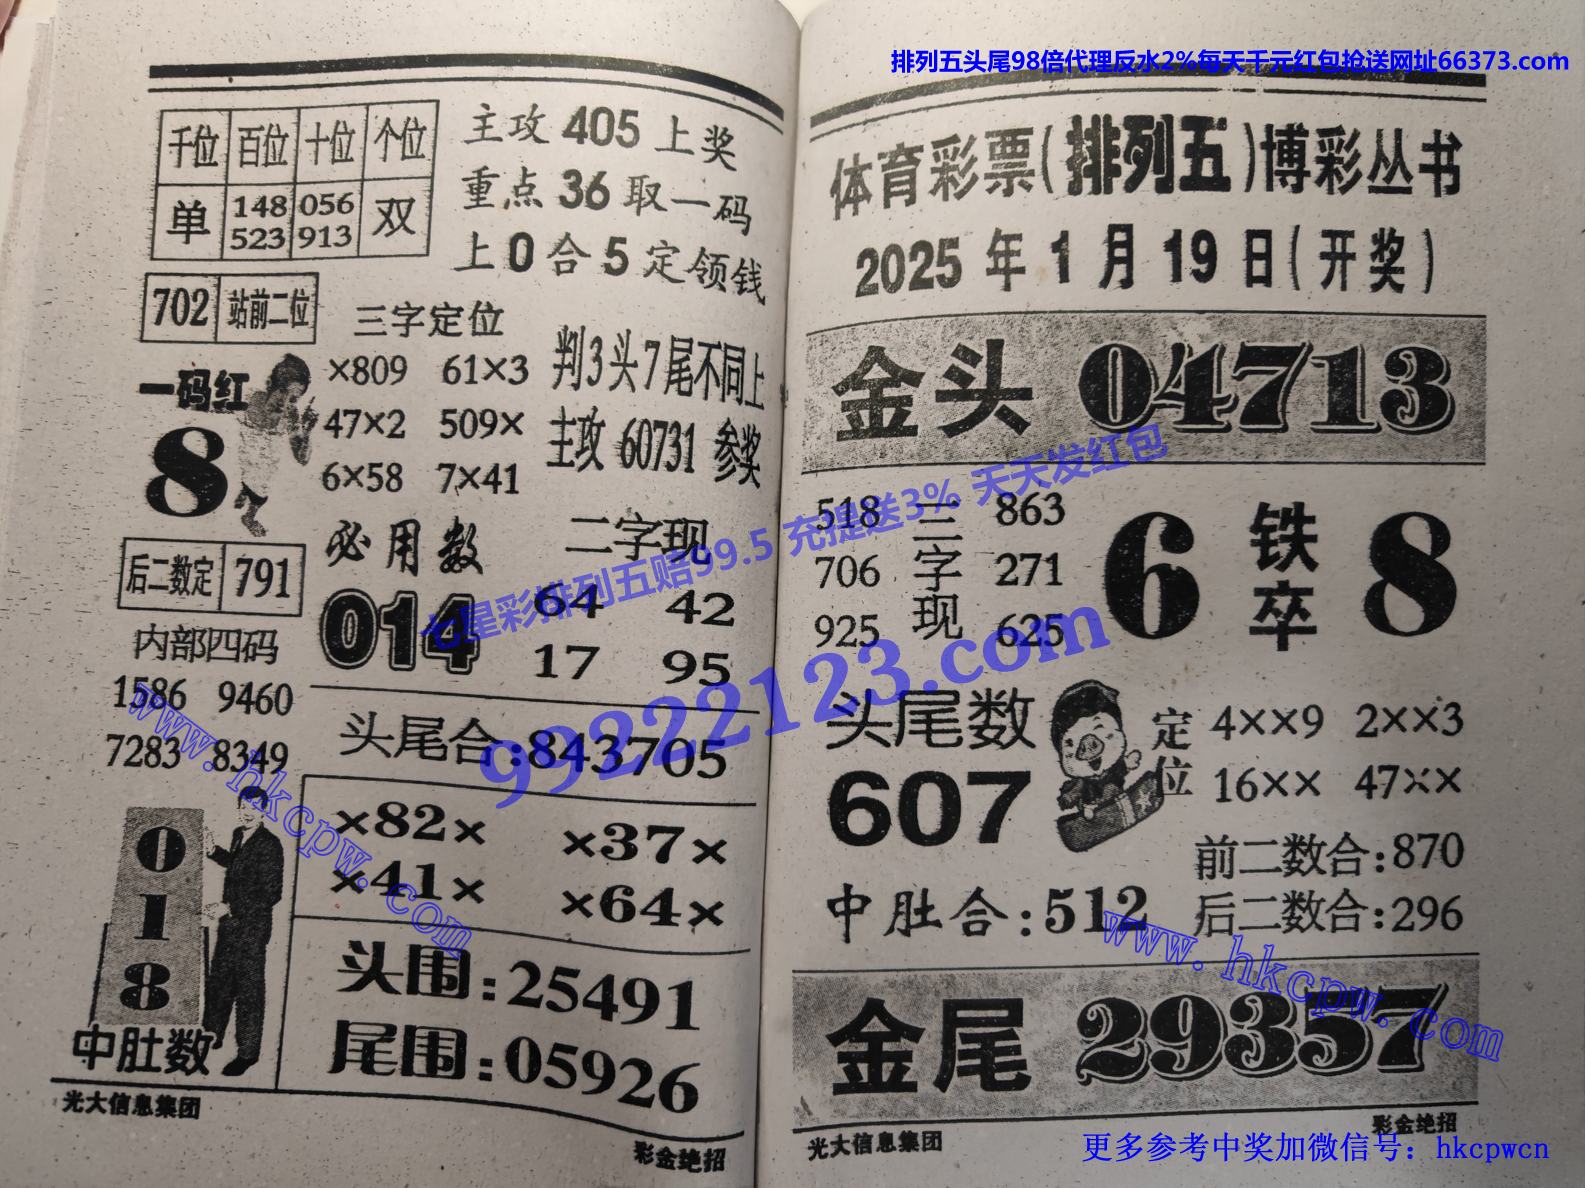 排列五头尾98倍代理反水2%每天千元红包抢送网址66373.com
千位 百位 十位 个位
单 148 523 056 913 双
主攻405上奖
重点36取一码
上0合5定领钱
702 站前二位
一码红
8
三字定位
×809 61×3
47×2 509×
6×58 7×41
判3头7尾不同上
主攻 60731 参奖
后二数定 791
必用数
014
二字现
64 42
17 95
内部四码
1586 9460
7283 8349
头尾合:843705
018
中肚数
×82× ×37×
×41× ×64×
头围:25491
尾围:05926
光大信息集团
彩金绝招
体育彩票(排列五)博彩丛书
2025年1月19日(开奖)
金头 04713
518 三 863
706 字 271
925 现 625
6 铁卒 8
头尾数
607
定位
4××9 2××3
16×× 47××
前二数合:870
中肚合:512
后二数合:296
金尾 29357
光大信息集团
彩金绝招
七星彩排列五赔99.5 充提送3% 天天发红包
99222123.com
www.hkcpw.com
www.hkcpw.com
更多参考中奖加微信号：hkcpwcn